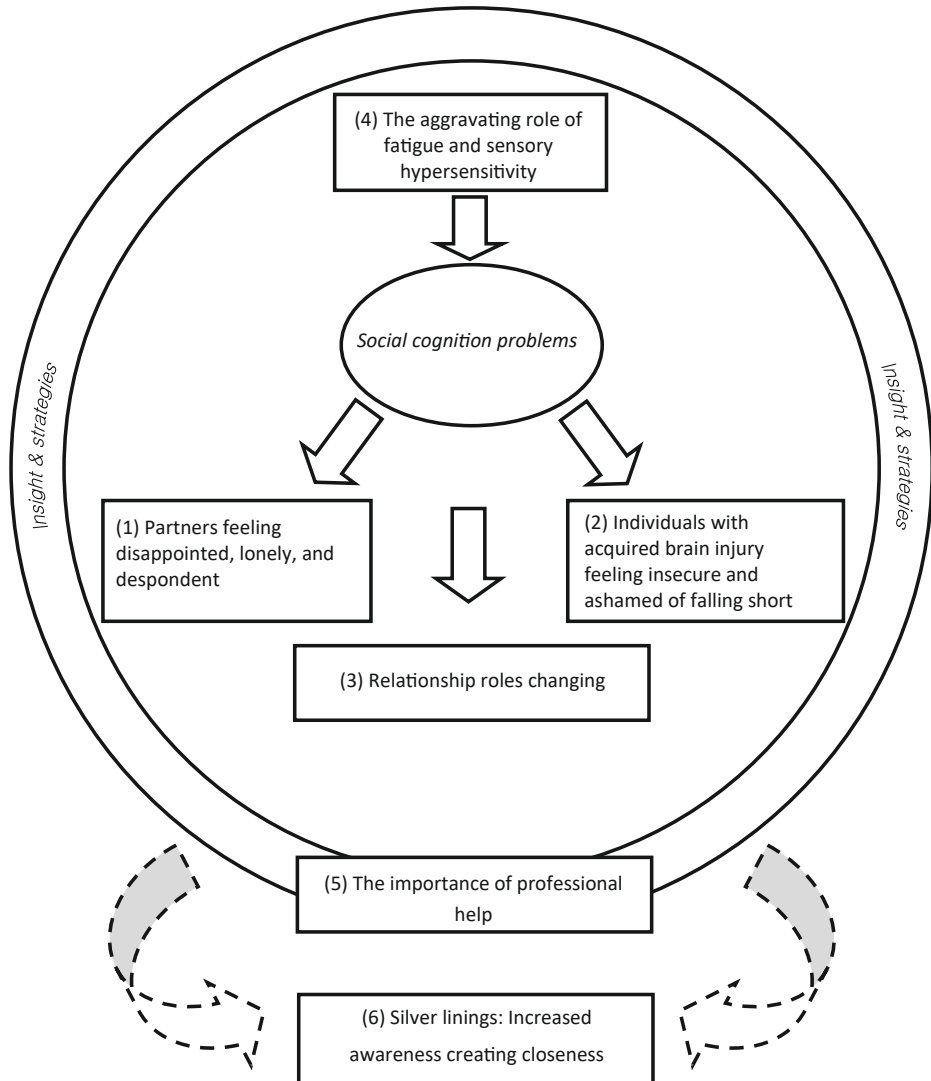 (4) The aggravating role of
fatigue and sensory
hypersensitivity
Social cognition problems
Insight & strategies
Insight & strategies
(1) Partners feeling
disappointed, lonely, and
despondent
(2) Individuals with
acquired brain injury
feeling insecure and
ashamed of falling short
(3) Relationship roles changing
(5) The importance of professional
help
(6) Silver linings: Increased
awareness creating closeness